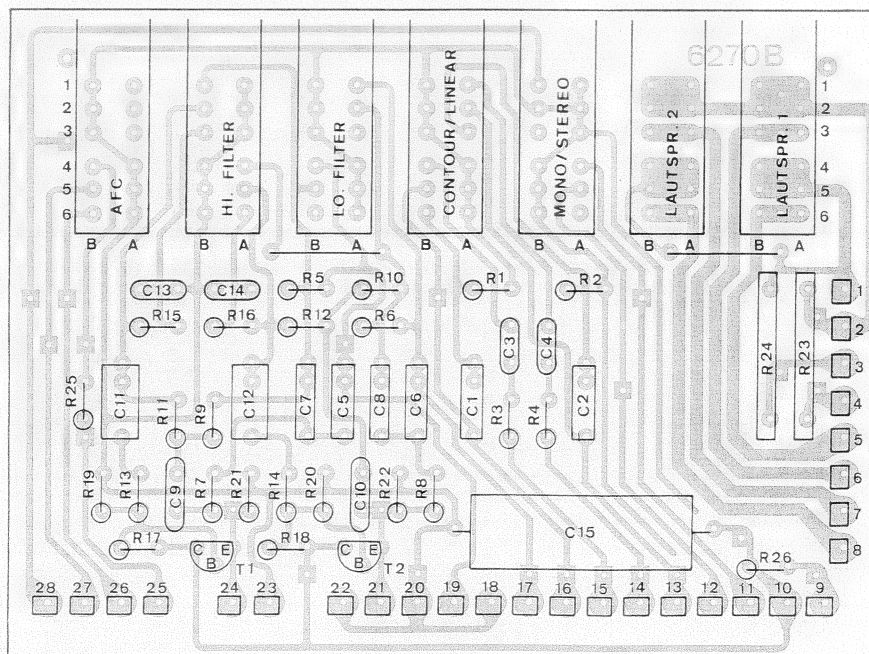 6270B
1 1
2 2
3 3
4 4
5 5
6 6
AFC
HI. FILTER
LO. FILTER
CONTOUR/LINEAR
MONO/STEREO
LAUTSPR. 2
LAUTSPR. 1
B A B A B A B A B A B A B A
C13 C14 R5 R10 R1 R2 1
R15 R16 R12 R6 C3 C4 R24 R23 2
3
R25 C11 R11 R9 C12 C7 C5 C8 C6 C1 R3 R4 C2 4
5
R19 R13 C9 R7 R21 R14 R20 C10 R22 R8 6
C15 7
R17 C B E T1 R18 C B E T2 R26 8
28 27 26 25 24 23 22 21 20 19 18 17 16 15 14 13 12 11 10 9